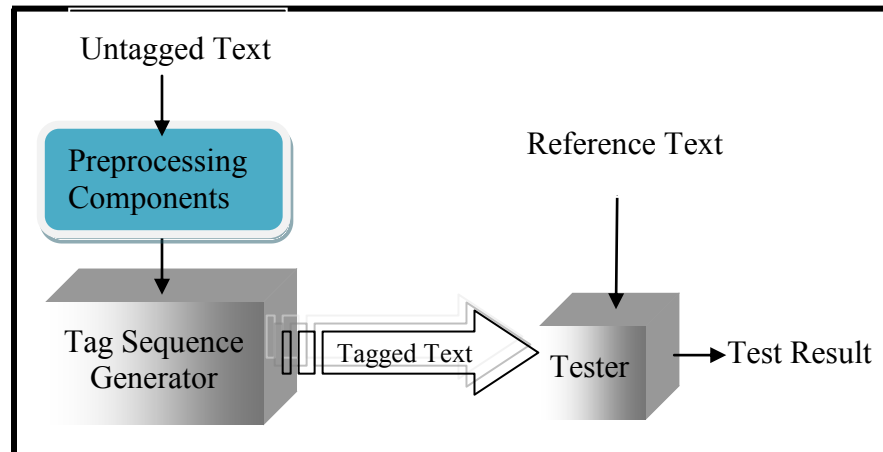 Untagged Text
Preprocessing
Components
Reference Text
Tag Sequence
Generator
Tagged Text
Tester
Test Result